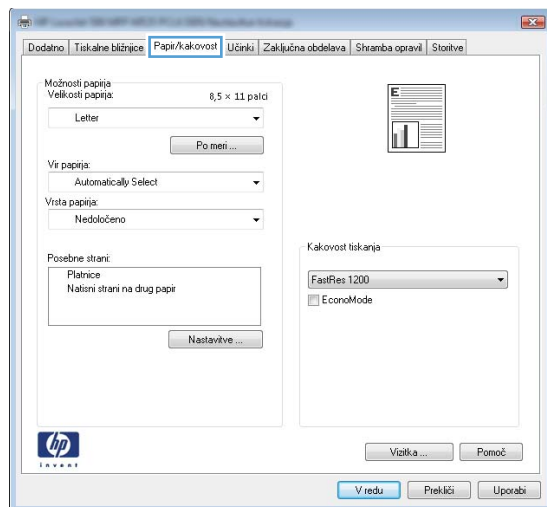 Dodatno Tiskalne bližnjice Papir/kakovost Učinki Zaključna obdelava Shramba opravil Storitve
Možnosti papirja
Velikosti papirja: 8,5 × 11 palci
Letter
Po meri ...
Vir papirja:
Automatically Select
Vrsta papirja:
Nedoločeno
Posebne strani:
Platnice
Natisni strani na drug papir
Nastavitve ...
E
Kakovost tiskanja
FastRes 1200
EconoMode
hp
invent
Vizitka ... Pomoč
V redu Prekliči Uporabi